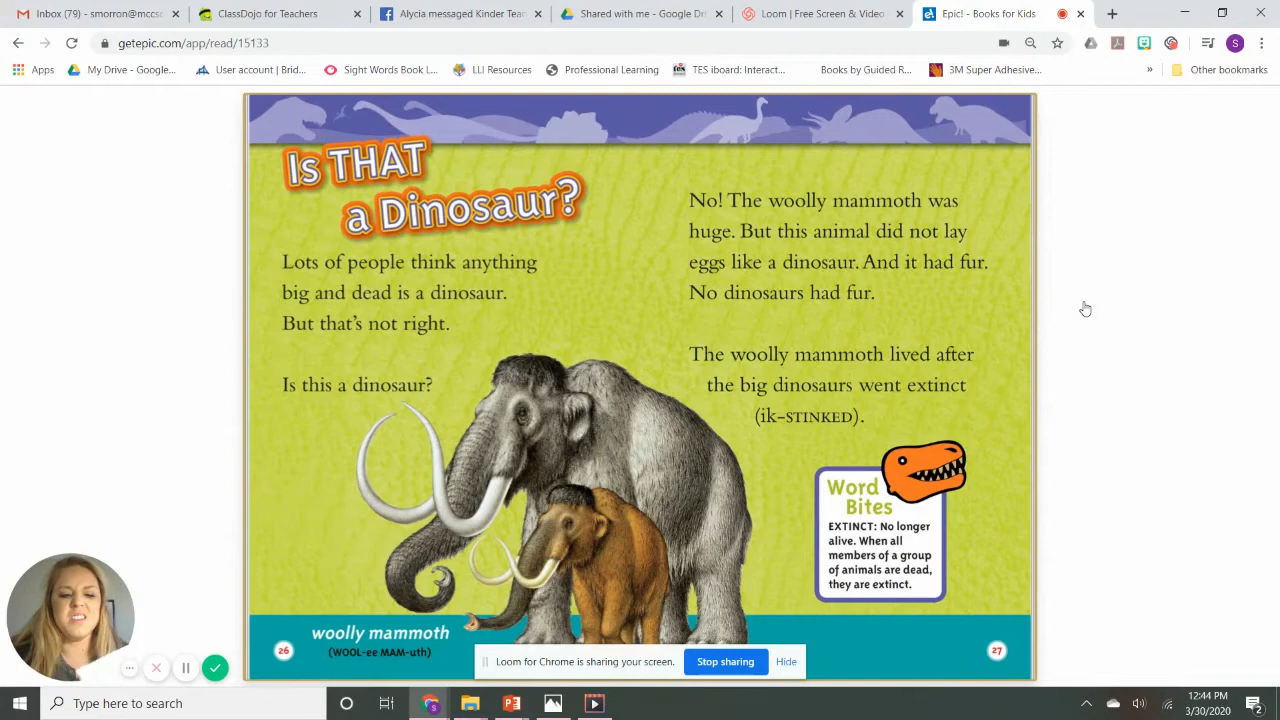 Inbox (93) - smorron@mccsc
ClassDojo for Teachers
Alycia messaged Kinder Team
Shared with me - Google Dri
Loom | Free Screen & Video
Epic! - Books for Kids
getepic.com/app/read/15133
S
Apps
My Drive - Google...
User account | Brid...
Sight Words Book L...
LLI Resources
Professional Learning
TES iboard: Interact...
Books by Guided R...
3M Super Adhesive...
»
Other bookmarks
Is THAT
a Dinosaur?
Lots of people think anything
big and dead is a dinosaur.
But that's not right.
Is this a dinosaur?
No! The woolly mammoth was
huge. But this animal did not lay
eggs like a dinosaur. And it had fur.
No dinosaurs had fur.
The woolly mammoth lived after
the big dinosaurs went extinct
(ik-STINKED).
Word
Bites
EXTINCT: No longer
alive. When all
members of a group
of animals are dead,
they are extinct.
26
woolly mammoth
(WOOL-ee MAM-uth)
27
Loom for Chrome is sharing your screen.
Stop sharing
Hide
Type here to search
12:44 PM
3/30/2020
2